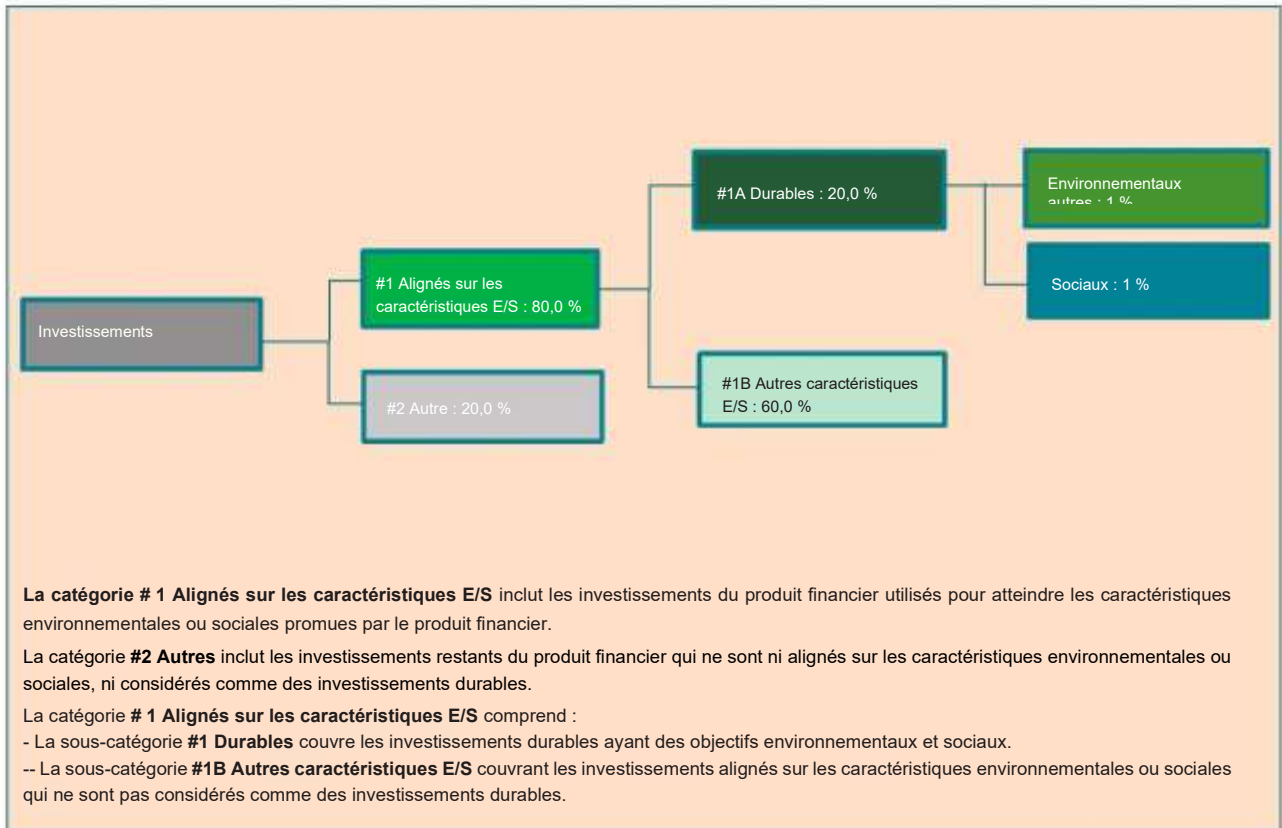 #1A Durables : 20,0 %
Environnementaux
autres : 1 %
#1 Alignés sur les
caractéristiques E/S : 80,0 %
Sociaux : 1 %
Investissements
#2 Autre : 20,0 %
#1B Autres caractéristiques
E/S : 60,0 %
La catégorie # 1 Alignés sur les caractéristiques E/S inclut les investissements du produit financier utilisés pour atteindre les caractéristiques
environnementales ou sociales promues par le produit financier.
La catégorie #2 Autres inclut les investissements restants du produit financier qui ne sont ni alignés sur les caractéristiques environnementales ou
sociales, ni considérés comme des investissements durables.
La catégorie # 1 Alignés sur les caractéristiques E/S comprend :
- La sous-catégorie #1 Durables couvre les investissements durables ayant des objectifs environnementaux et sociaux.
-- La sous-catégorie #1B Autres caractéristiques E/S couvrant les investissements alignés sur les caractéristiques environnementales ou sociales
qui ne sont pas considérés comme des investissements durables.